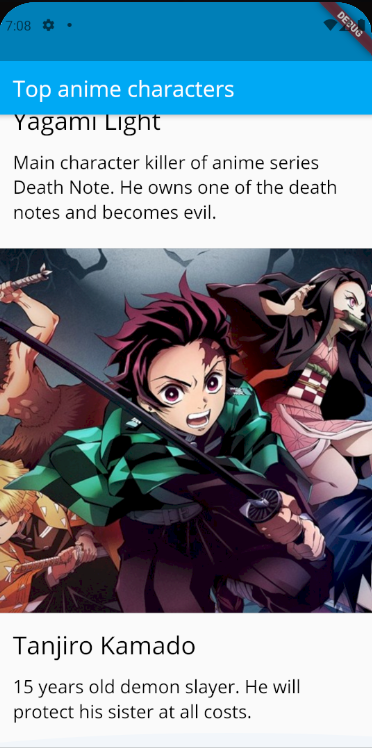 7:08
DEBUG
Top anime characters
Yagami Light
Main character killer of anime series
Death Note. He owns one of the death
notes and becomes evil.
Tanjiro Kamado
15 years old demon slayer. He will
protect his sister at all costs.